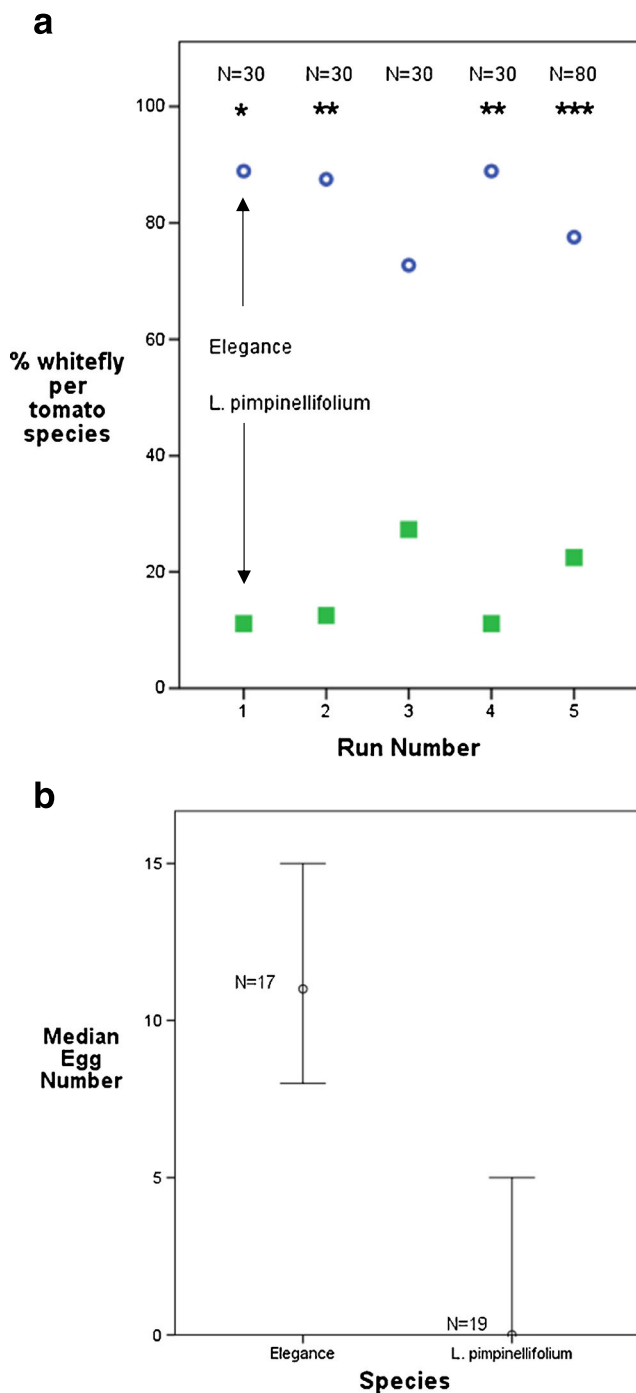 a
N=30 N=30 N=30 N=30 N=80
* ** ** ***
100
80
60
40
20
0
% whitefly
per
tomato
species
Elegance
L. pimpinellifolium
1 2 3 4 5
Run Number
b
15
10
5
0
Median
Egg
Number
N=17
N=19
Elegance L. pimpinellifolium
Species